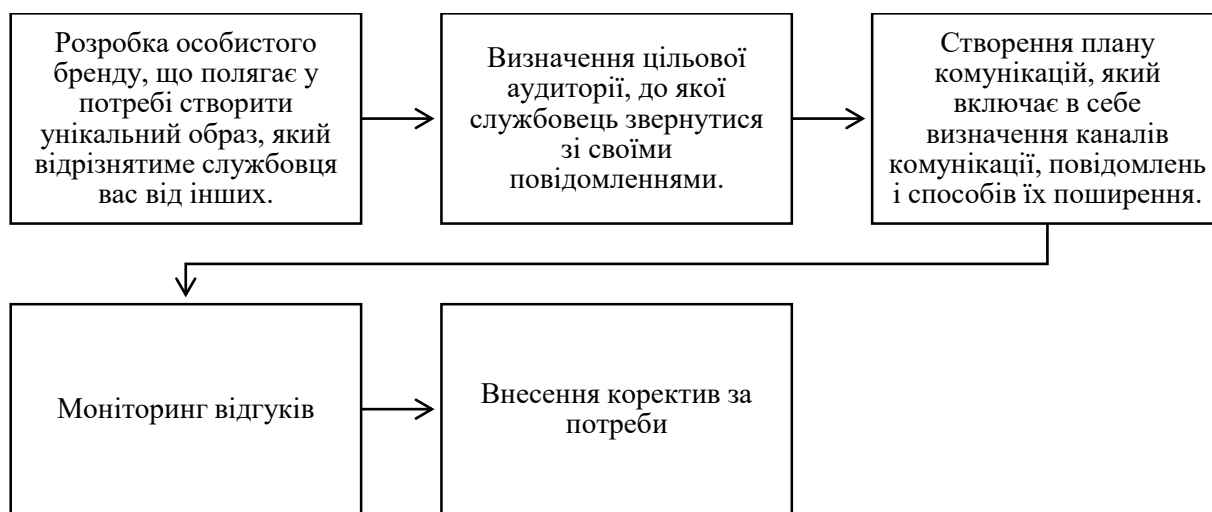 Розробка особистого
бренду, що полягає у
потребі створити
унікальний образ, який
відрізнятиме службовця
вас від інших.
Визначення цільової
аудиторії, до якої
службовець звернутися
зі своїми
повідомленнями.
Створення плану
комунікацій, який
включає в себе
визначення каналів
комунікації, повідомлень
і способів їх поширення.
Моніторинг відгуків
Внесення коректив за
потреби